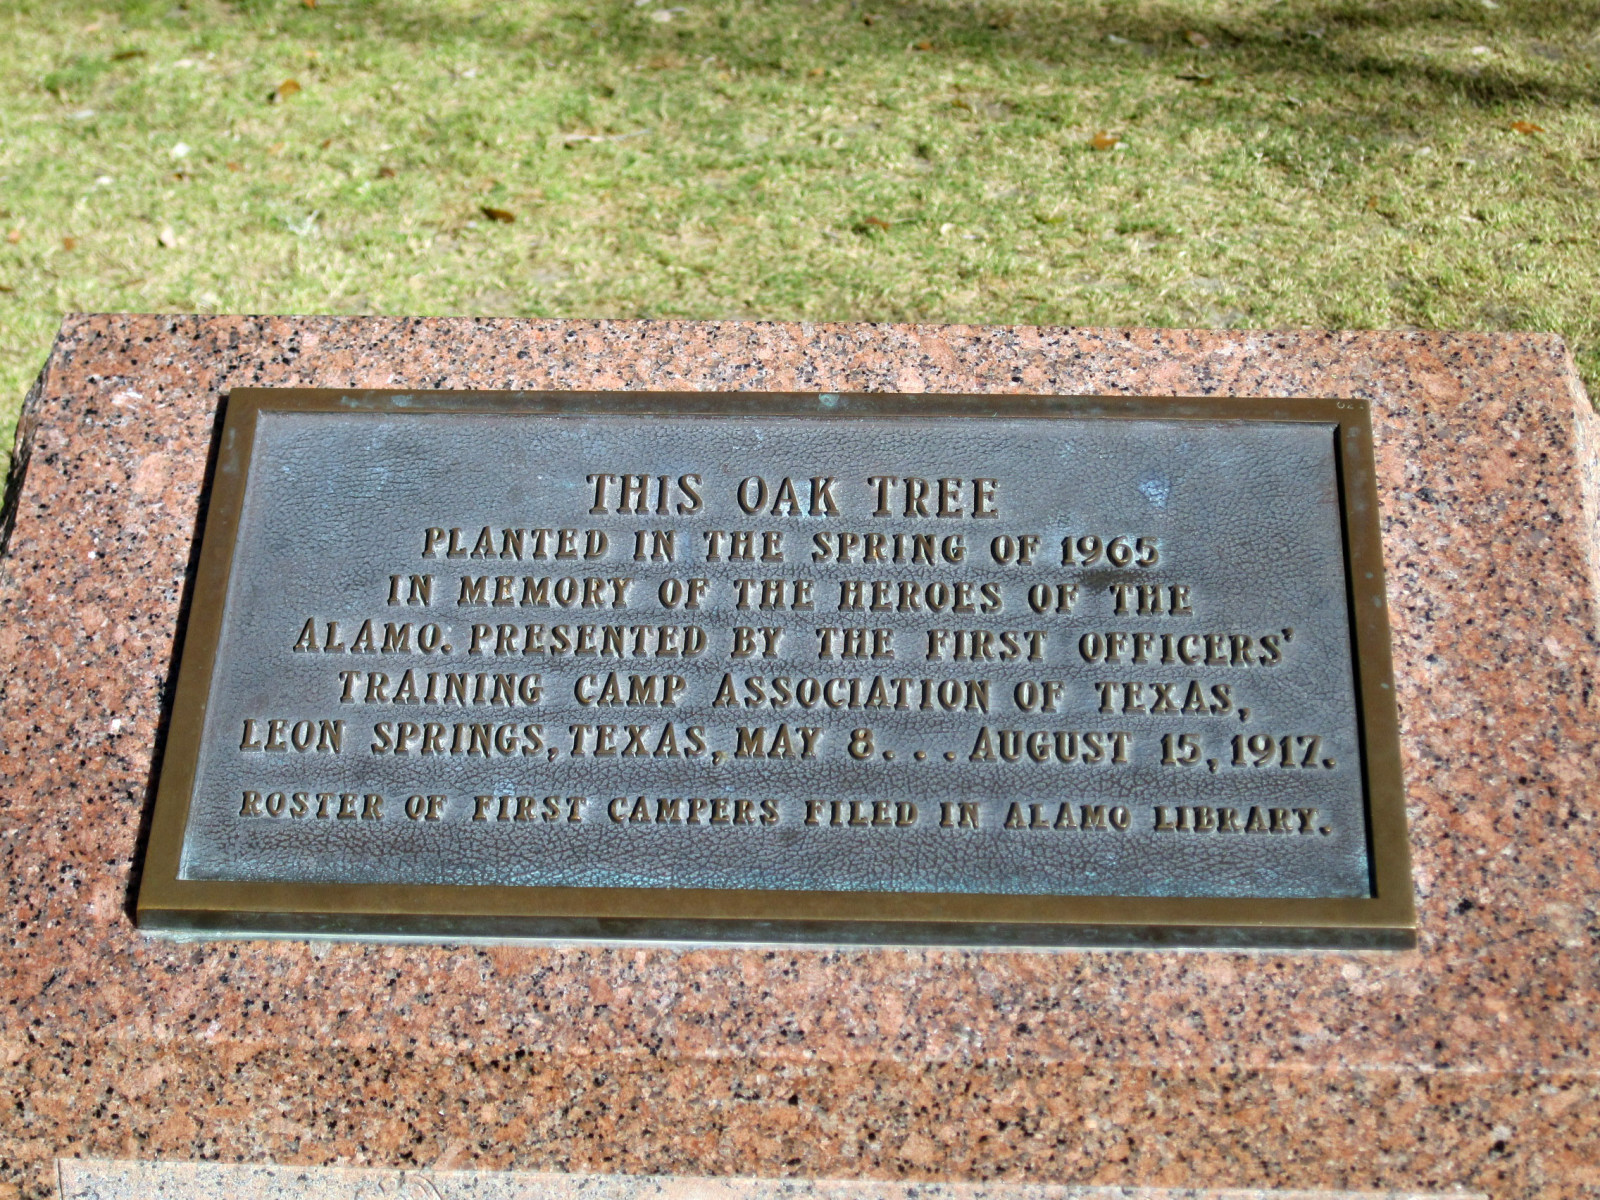 THIS OAK TREE
PLANTED IN THE SPRING OF 1965
IN MEMORY OF THE HEROES OF THE
ALAMO. PRESENTED BY THE FIRST OFFICERS'
TRAINING CAMP ASSOCIATION OF TEXAS,
LEON SPRINGS, TEXAS, MAY 8... AUGUST 15, 1917.
ROSTER OF FIRST CAMPERS FILED IN ALAMO LIBRARY.